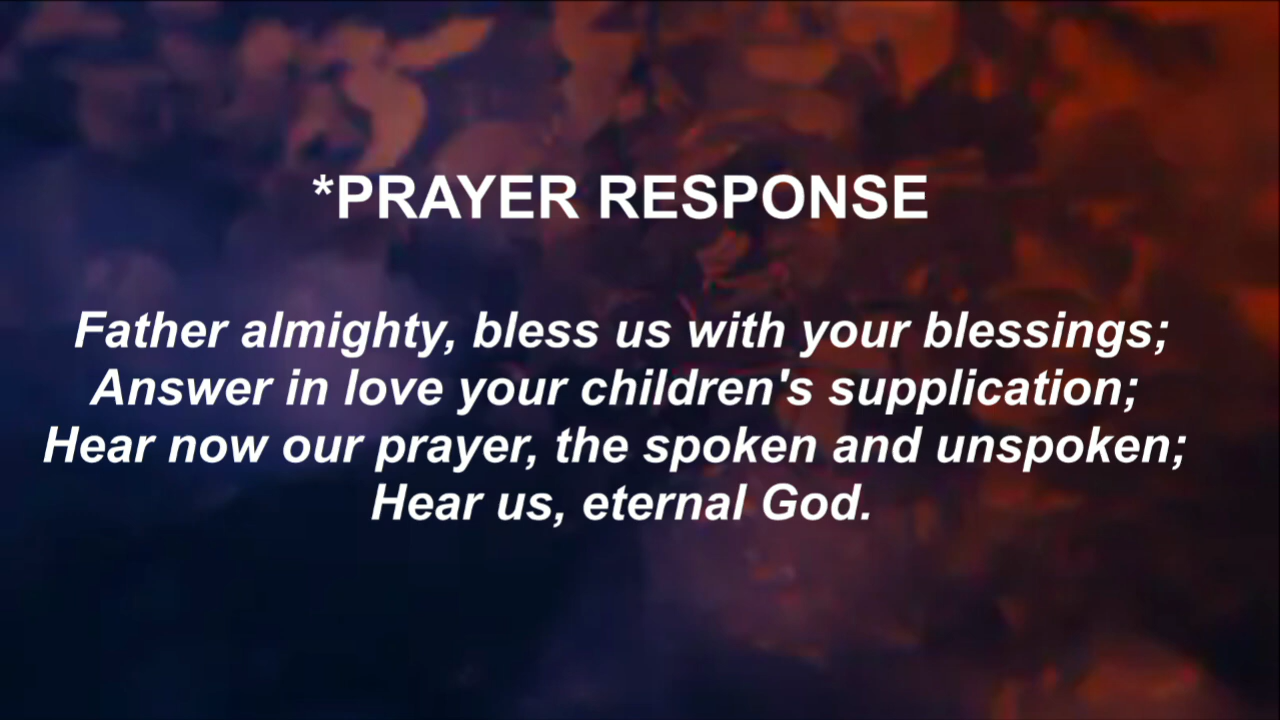 *PRAYER RESPONSE
Father almighty, bless us with your blessings;
Answer in love your children's supplication;
Hear now our prayer, the spoken and unspoken;
Hear us, eternal God.